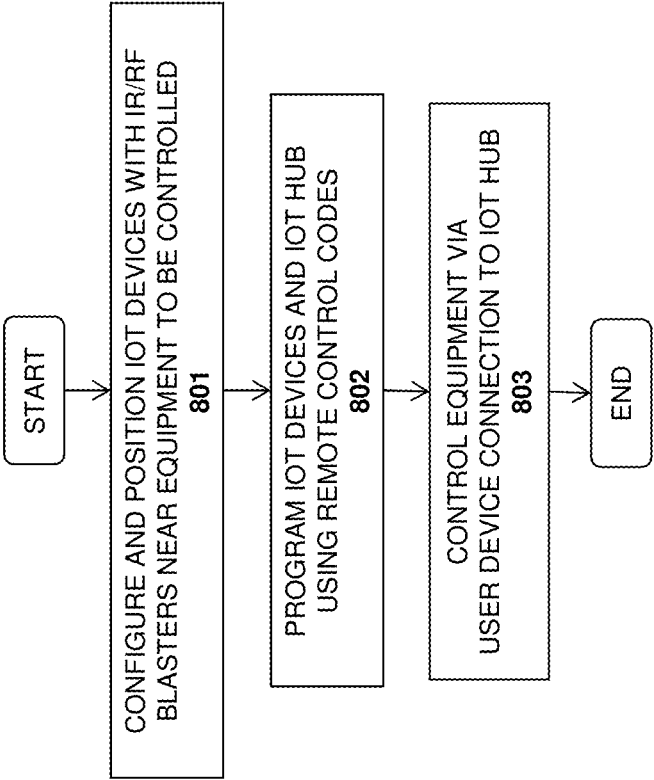 START
CONFIGURE AND POSITION IOT DEVICES WITH IR/RF
BLASTERS NEAR EQUIPMENT TO BE CONTROLLED
801
PROGRAM IOT DEVICES AND IOT HUB
USING REMOTE CONTROL CODES
802
CONTROL EQUIPMENT VIA
USER DEVICE CONNECTION TO IOT HUB
803
END